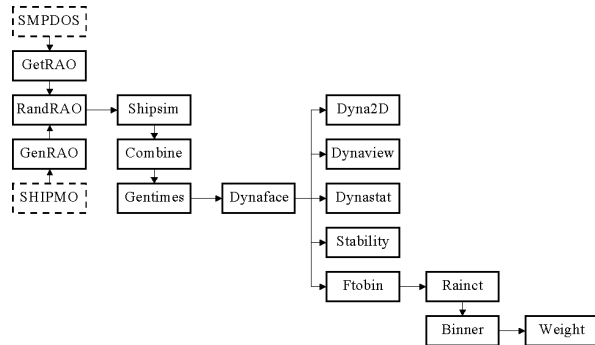 SMPDOS
GetRAO
RandRAO
Shipsim
Dyna2D
GenRAO
Combine
Dynaview
SHIPMO
Gentimes
Dynaface
Dynastat
Stability
Ftobin
Rainct
Binner
Weight